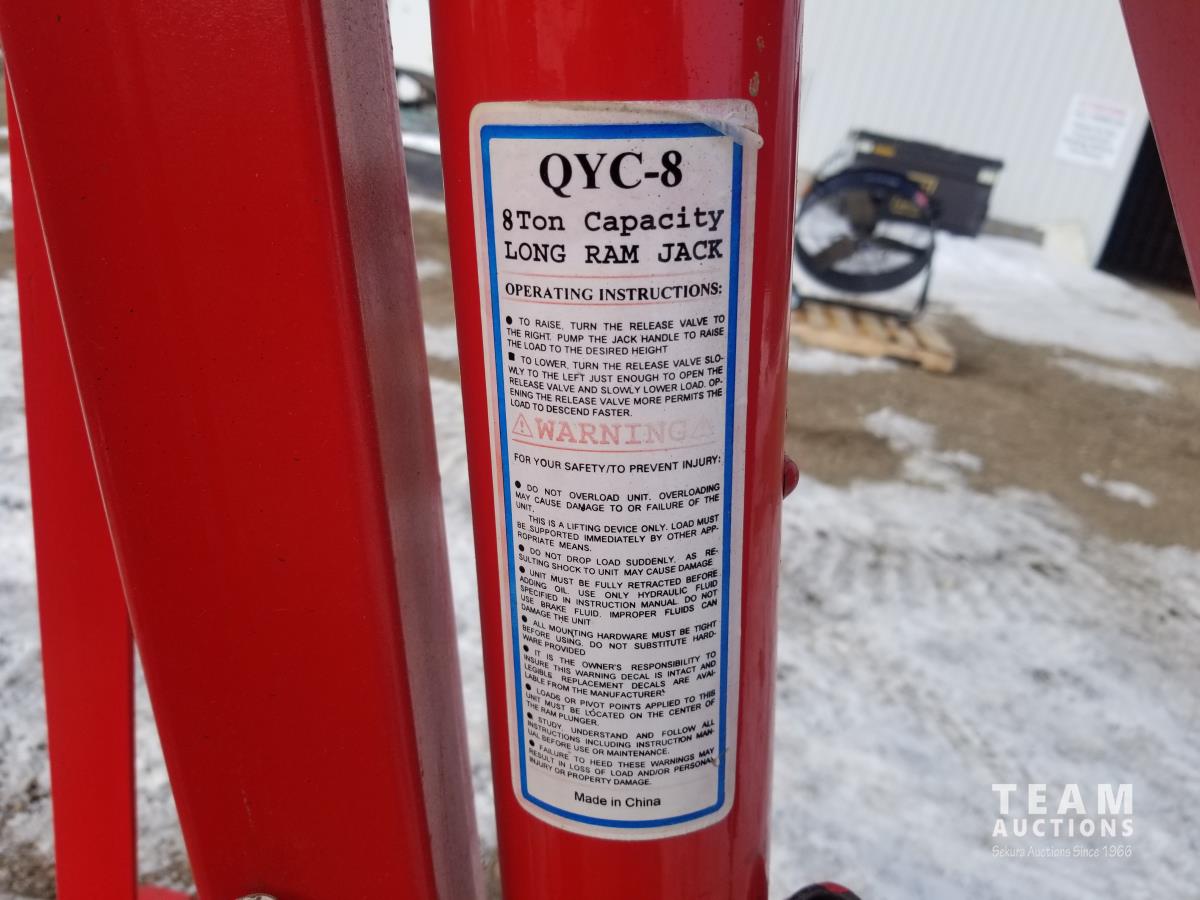 QYC-8
8Ton Capacity
LONG RAM JACK
OPERATING INSTRUCTIONS:
● TO RAISE, TURN THE RELEASE VALVE TO
THE RIGHT. PUMP THE JACK HANDLE TO RAISE
THE LOAD TO THE DESIRED HEIGHT
■ TO LOWER, TURN THE RELEASE VALVE SLO-
WLY TO THE LEFT JUST ENOUGH TO OPEN THE
RELEASE VALVE AND SLOWLY LOWER LOAD. OP-
ENING THE RELEASE VALVE MORE PERMITS THE
LOAD TO DESCEND FASTER.
⚠WARNING⚠
FOR YOUR SAFETY/TO PREVENT INJURY:
● DO NOT OVERLOAD UNIT. OVERLOADING
MAY CAUSE DAMAGE TO OR FAILURE OF THE
UNIT.
THIS IS A LIFTING DEVICE ONLY. LOAD MUST
BE SUPPORTED IMMEDIATELY BY OTHER APP-
ROPRIATE MEANS.
● DO NOT DROP LOAD SUDDENLY, AS RE-
SULTING SHOCK TO UNIT MAY CAUSE DAMAGE
● UNIT MUST BE FULLY RETRACTED BEFORE
ADDING OIL. USE ONLY HYDRAULIC FLUID
SPECIFIED IN INSTRUCTION MANUAL. DO NOT
USE BRAKE FLUID. IMPROPER FLUIDS CAN
DAMAGE THE UNIT
● ALL MOUNTING HARDWARE MUST BE TIGHT
BEFORE USING. DO NOT SUBSTITUTE HARD-
WARE PROVIDED
● IT IS THE OWNER'S RESPONSIBILITY TO
INSURE THIS WARNING DECAL IS INTACT AND
LEGIBLE. REPLACEMENT DECALS ARE AVAI-
LABLE FROM THE MANUFACTURER.
● LOADS OR PIVOT POINTS APPLIED TO THIS
UNIT MUST BE LOCATED ON THE CENTER OF
THE RAM PLUNGER.
● STUDY, UNDERSTAND AND FOLLOW ALL
INSTRUCTIONS INCLUDING INSTRUCTION MAN-
UAL BEFORE USE OR MAINTENANCE.
● FAILURE TO HEED THESE WARNINGS MAY
RESULT IN LOSS OF LOAD AND/OR PERSONAL
INJURY OR PROPERTY DAMAGE.
Made in China
TEAM
AUCTIONS
Sekura Auctions Since 1966